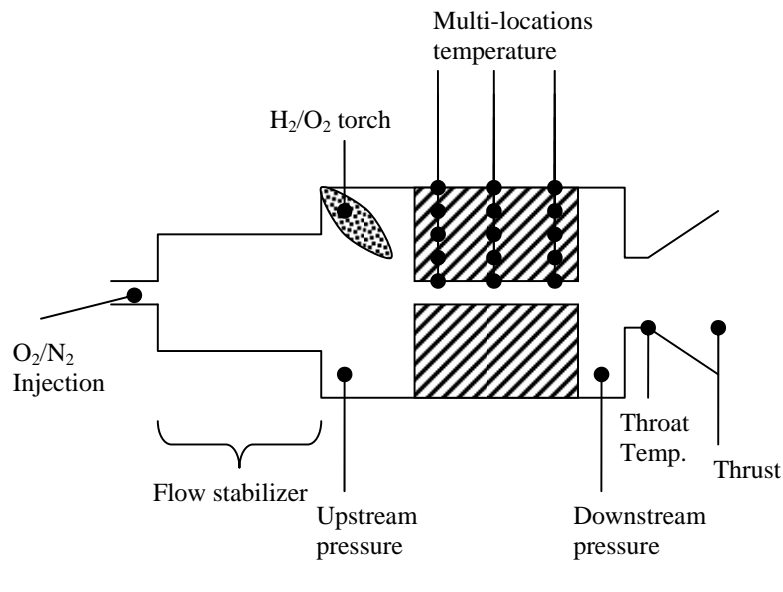 Multi-locations
temperature
H₂/O₂ torch
O₂/N₂
Injection
Flow stabilizer
Upstream
pressure
Throat
Temp.
Thrust
Downstream
pressure